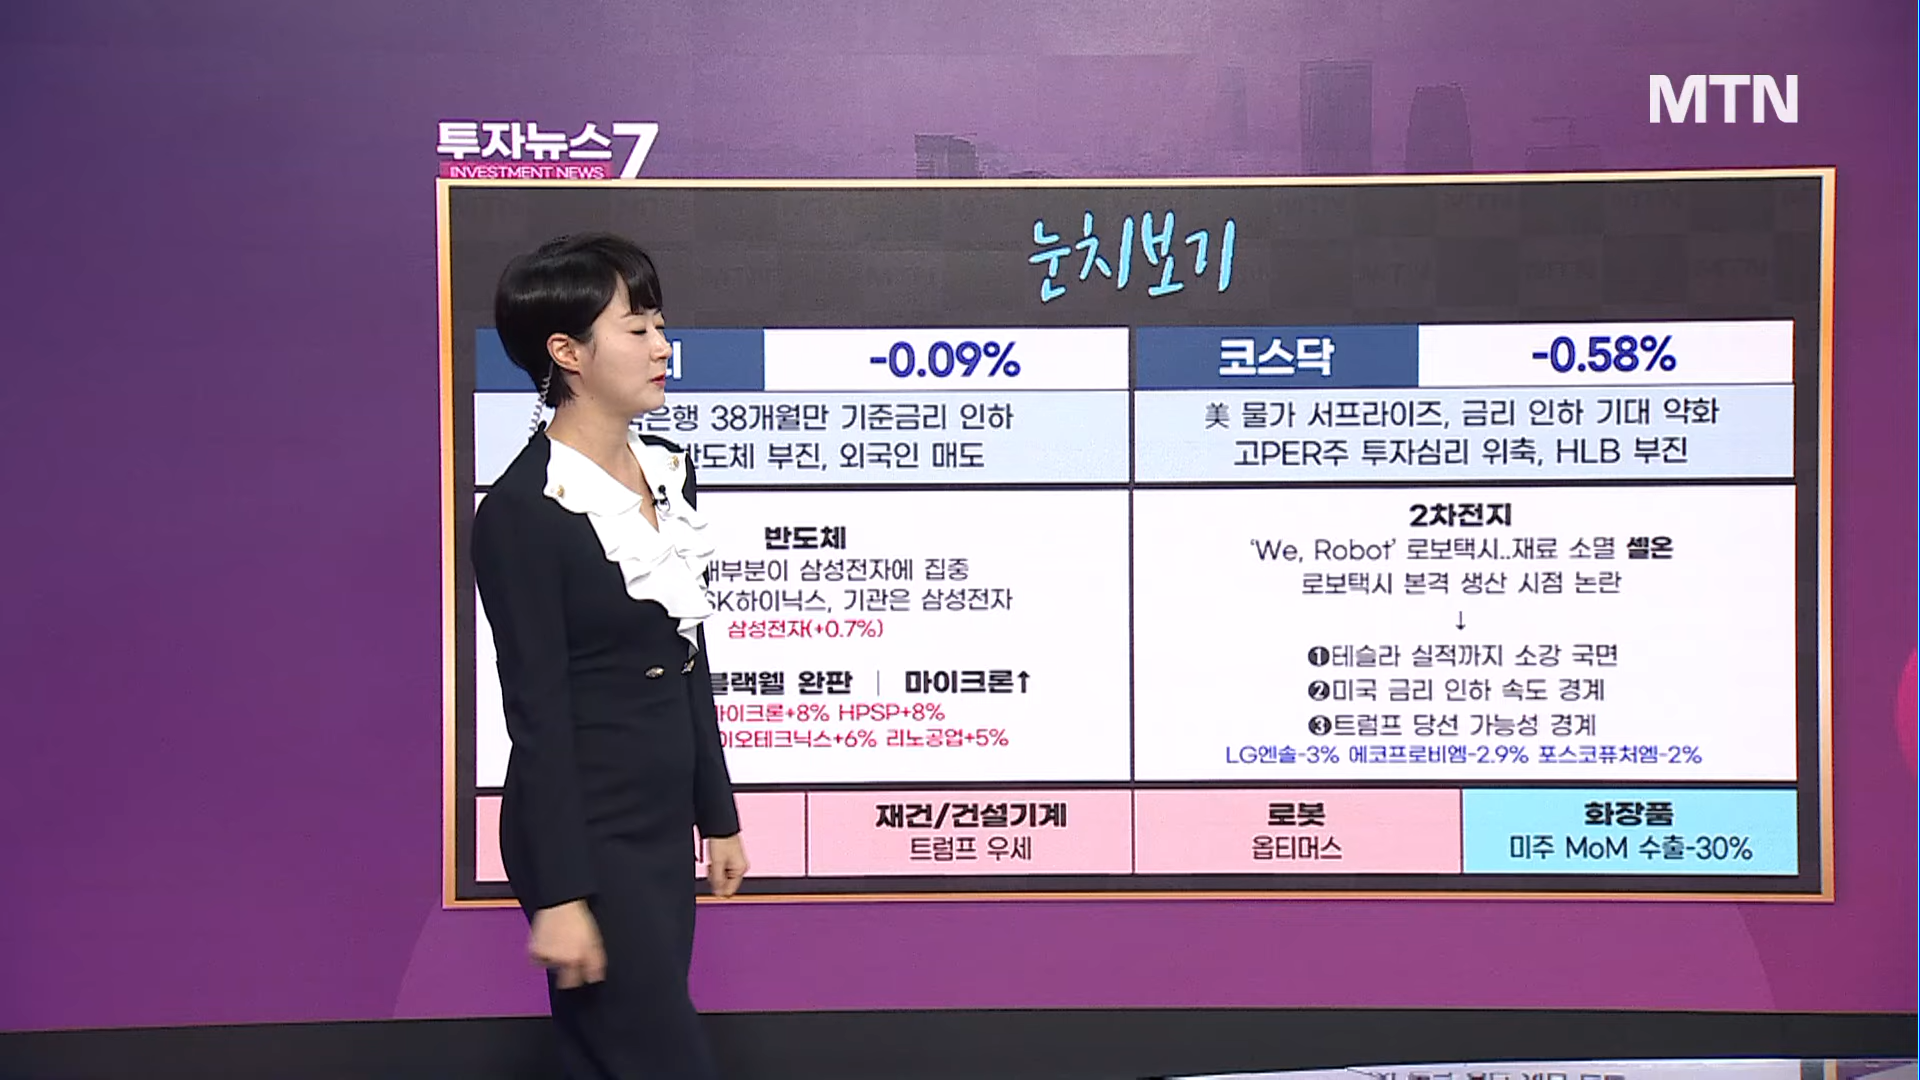 MTN
투자뉴스7
INVESTMENT NEWS
눈치보기
-0.09%
코스닥
-0.58%
38개월만 기준금리 인하
반도체 부진, 외국인 매도
美 물가 서프라이즈, 금리 인하 기대 약화
고PER주 투자심리 위축, HLB 부진
반도체
삼성전자에 집중
SK하이닉스, 기관은 삼성전자
삼성전자(+0.7%)
블랙웰 완판 | 마이크론↑
마이크론+8% HPSP+8%
리노공업+5%
2차전지
‘We, Robot’ 로보택시..재료 소멸 셀온
로보택시 본격 생산 시점 논란
↓
❶테슬라 실적까지 소강 국면
❷미국 금리 인하 속도 경계
❸트럼프 당선 가능성 경계
LG엔솔-3% 에코프로비엠-2.9% 포스코퓨처엠-2%
재건/건설기계
트럼프 우세
로봇
옵티머스
화장품
미주 MoM 수출-30%